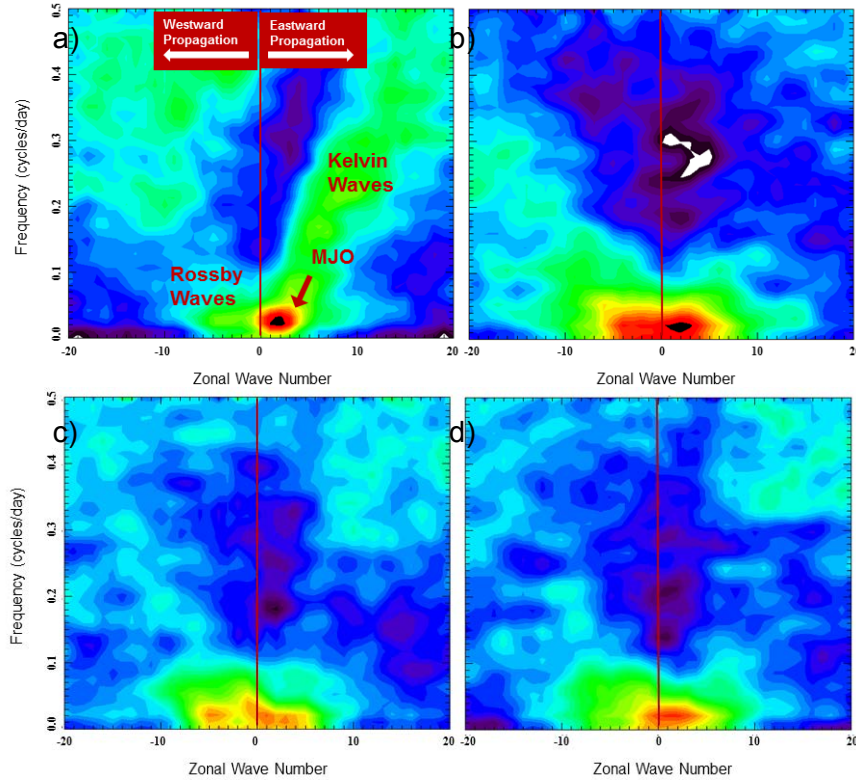 a)
Westward
Propagation
Eastward
Propagation
b)
0.5
0.4
0.3
0.2
0.1
0.0
Frequency (cycles/day)
Kelvin
Waves
MJO
Rossby
Waves
-20
-10
0
10
20
Zonal Wave Number
-20
-10
0
10
20
Zonal Wave Number
c)
d)
0.5
0.4
0.3
0.2
0.1
0.0
Frequency (cycles/day)
-20
-10
0
10
20
Zonal Wave Number
-20
-10
0
10
20
Zonal Wave Number